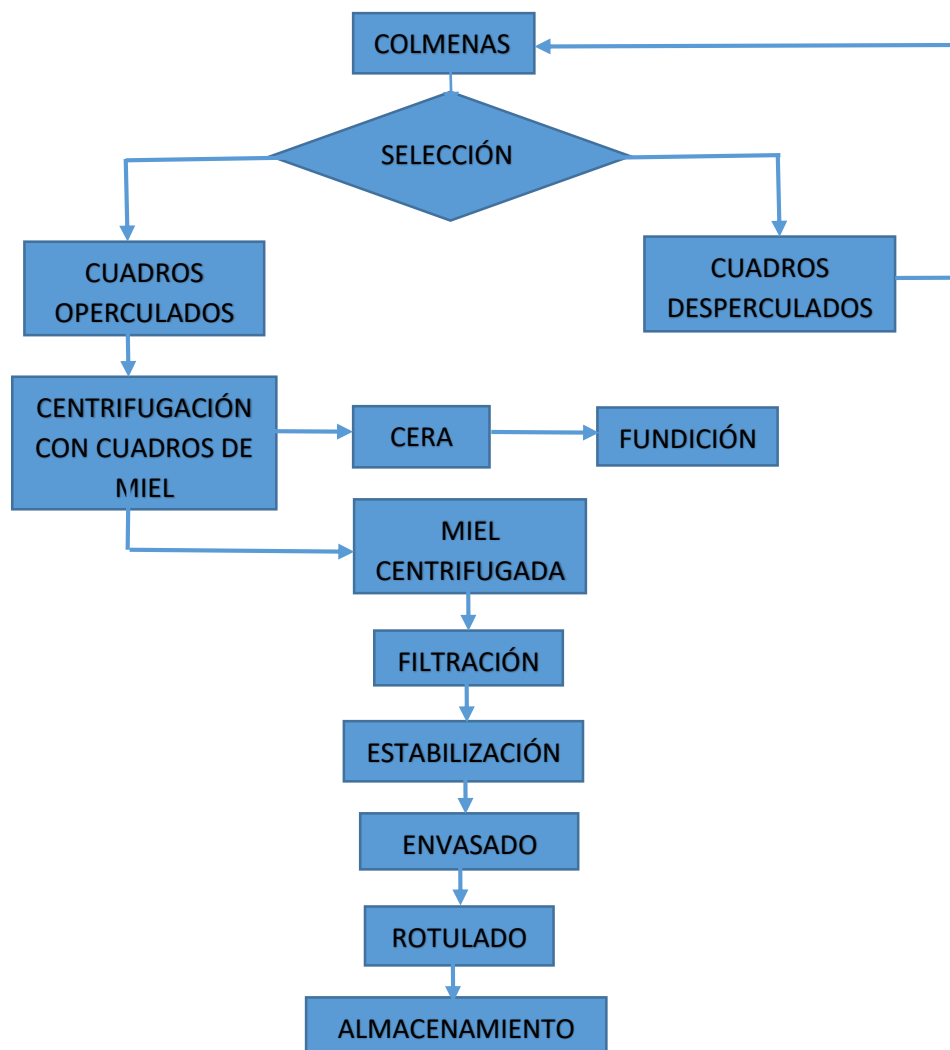 COLMENAS
SELECCIÓN
CUADROS
OPERCULADOS
CUADROS
DESPERCULADOS
CENTRIFUGACIÓN
CON CUADROS DE
MIEL
CERA
FUNDICIÓN
MIEL
CENTRIFUGADA
FILTRACIÓN
ESTABILIZACIÓN
ENVASADO
ROTULADO
ALMACENAMIENTO